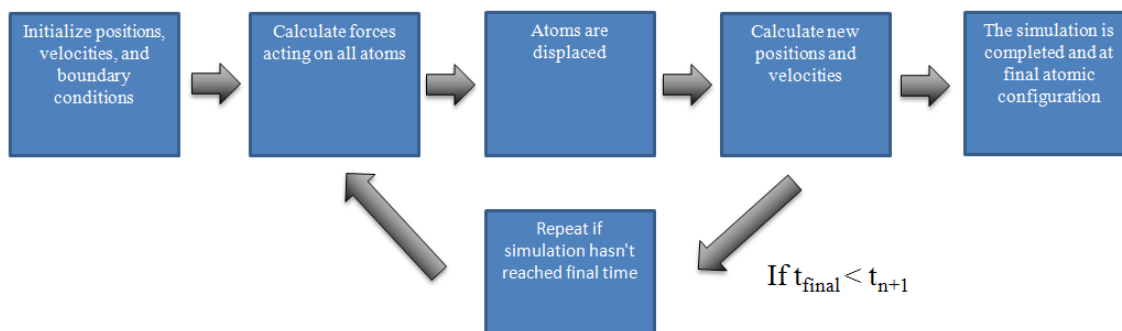 Initialize positions,
velocities, and
boundary
conditions
Calculate forces
acting on all atoms
Atoms are
displaced
Calculate new
positions and
velocities
The simulation is
completed and at
final atomic
configuration
Repeat if
simulation hasn't
reached final time
If t_final < t_n+1